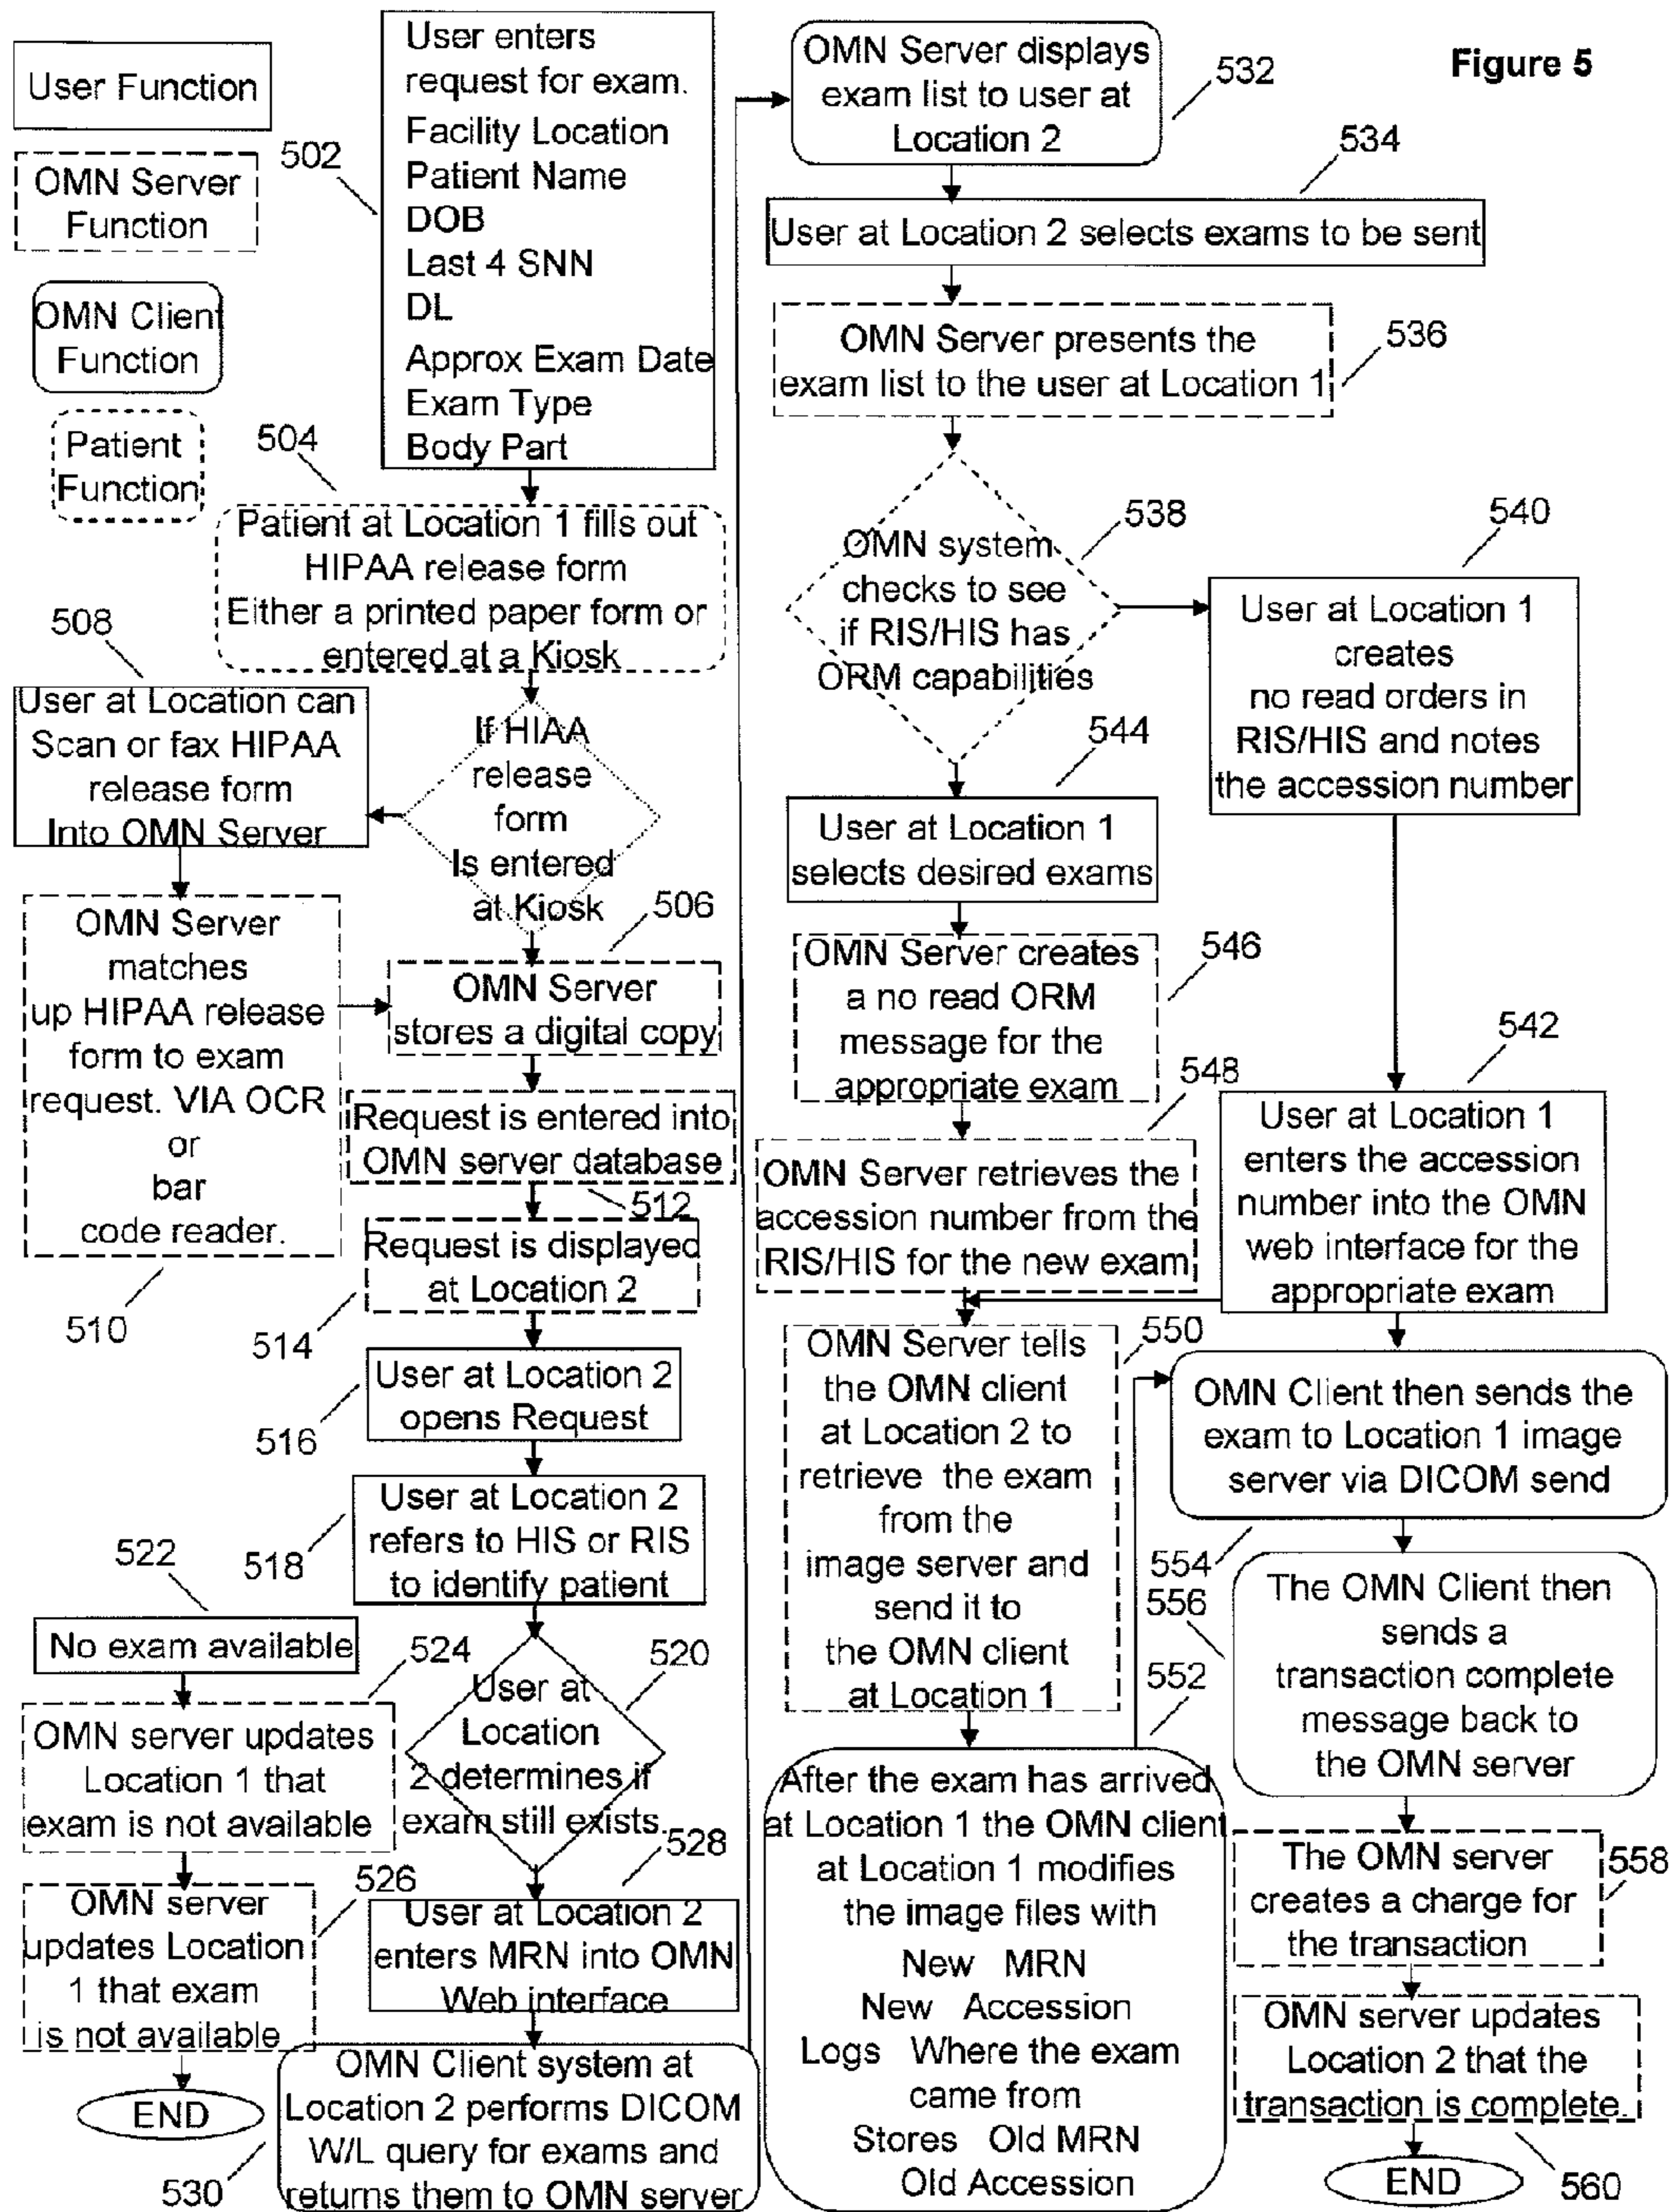 Figure 5
User Function
OMN Server
Function
OMN Client
Function
Patient
Function
502
User enters
request for exam.
Facility Location
Patient Name
DOB
Last 4 SNN
DL
Approx Exam Date
Exam Type
Body Part
504
Patient at Location 1 fills out
HIPAA release form
Either a printed paper form or
entered at a Kiosk
If HIAA
release
form
Is entered
at Kiosk
508
User at Location can
Scan or fax HIPAA
release form
Into OMN Server
OMN Server
matches
up HIPAA release
form to exam
request. VIA OCR
or
bar
code reader.
510
506
OMN Server
stores a digital copy
Request is entered into
OMN server database
512
Request is displayed
at Location 2
514
User at Location 2
opens Request
516
User at Location 2
refers to HIS or RIS
to identify patient
518
User at Location
2 determines if
exam still exists.
520
522
No exam available
524
OMN server updates
Location 1 that
exam is not available
526
OMN server
updates Location
1 that exam
is not available
END
528
User at Location 2
enters MRN into OMN
Web interface
OMN Client system at
Location 2 performs DICOM
W/L query for exams and
returns them to OMN server
530
OMN Server displays
exam list to user at
Location 2
532
534
User at Location 2 selects exams to be sent
OMN Server presents the
exam list to the user at Location 1
536
OMN system
checks to see
if RIS/HIS has
ORM capabilities
538
540
User at Location 1
creates
no read orders in
RIS/HIS and notes
the accession number
542
User at Location 1
enters the accession
number into the OMN
web interface for the
appropriate exam
544
User at Location 1
selects desired exams
OMN Server creates
a no read ORM
message for the
appropriate exam
546
548
OMN Server retrieves the
accession number from the
RIS/HIS for the new exam
550
OMN Server tells
the OMN client
at Location 2 to
retrieve the exam
from the
image server and
send it to
the OMN client
at Location 1
552
After the exam has arrived
at Location 1 the OMN client
at Location 1 modifies
the image files with
New MRN
New Accession
Logs Where the exam
came from
Stores Old MRN
Old Accession
OMN Client then sends the
exam to Location 1 image
server via DICOM send
554
556
The OMN Client then
sends a
transaction complete
message back to
the OMN server
The OMN server
creates a charge for
the transaction
558
OMN server updates
Location 2 that the
transaction is complete.
560
END